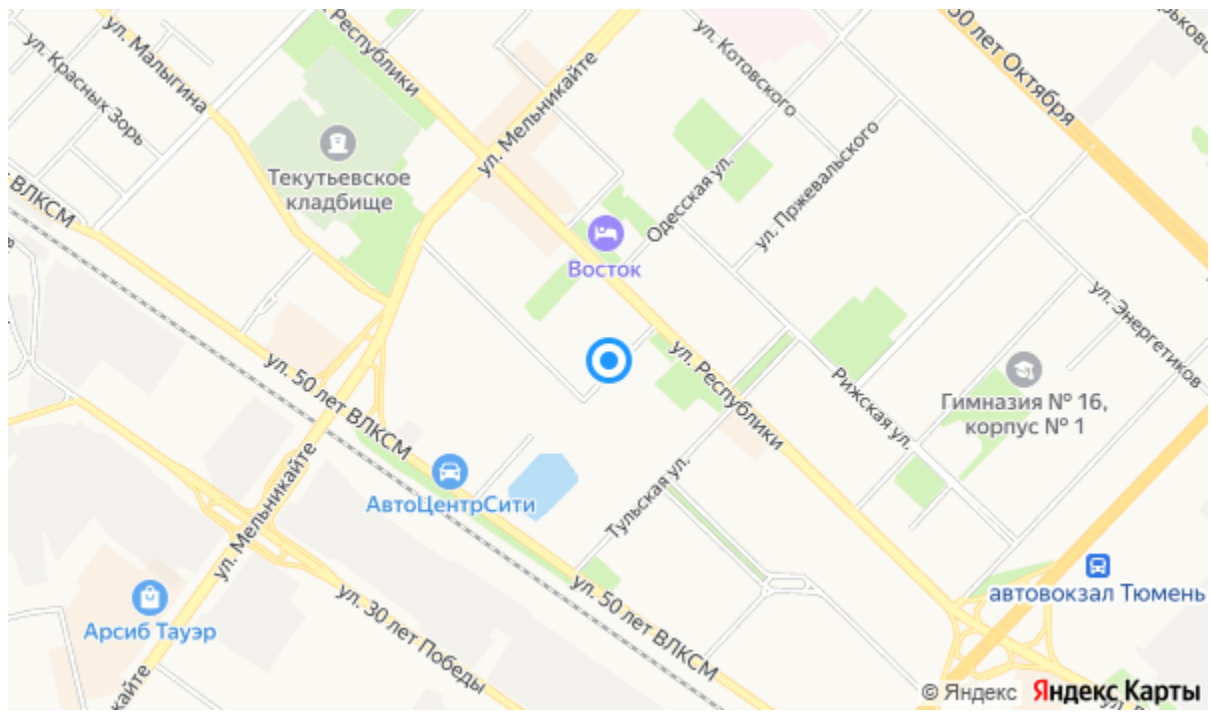 ул. Малыгина
ул. Республики
ул. Котовского
50 лет Октября
ул. Красных Зорь
ул. Мельникайте
Текутьевское
кладбище
ВЛКСМ
Одесская ул.
ул. Пржевальского
Восток
ул. Энергетиков
ул. 50 лет ВЛКСМ
ул. Республики
Рижская ул.
Гимназия № 16,
корпус № 1
АвтоЦентрСити
Тульская ул.
ул. Мельникайте
автовокзал Тюмень
Арсиб Тауэр
ул. 30 лет Победы
ул. 50 лет ВЛКСМ
кайте
© Яндекс Яндекс Карты